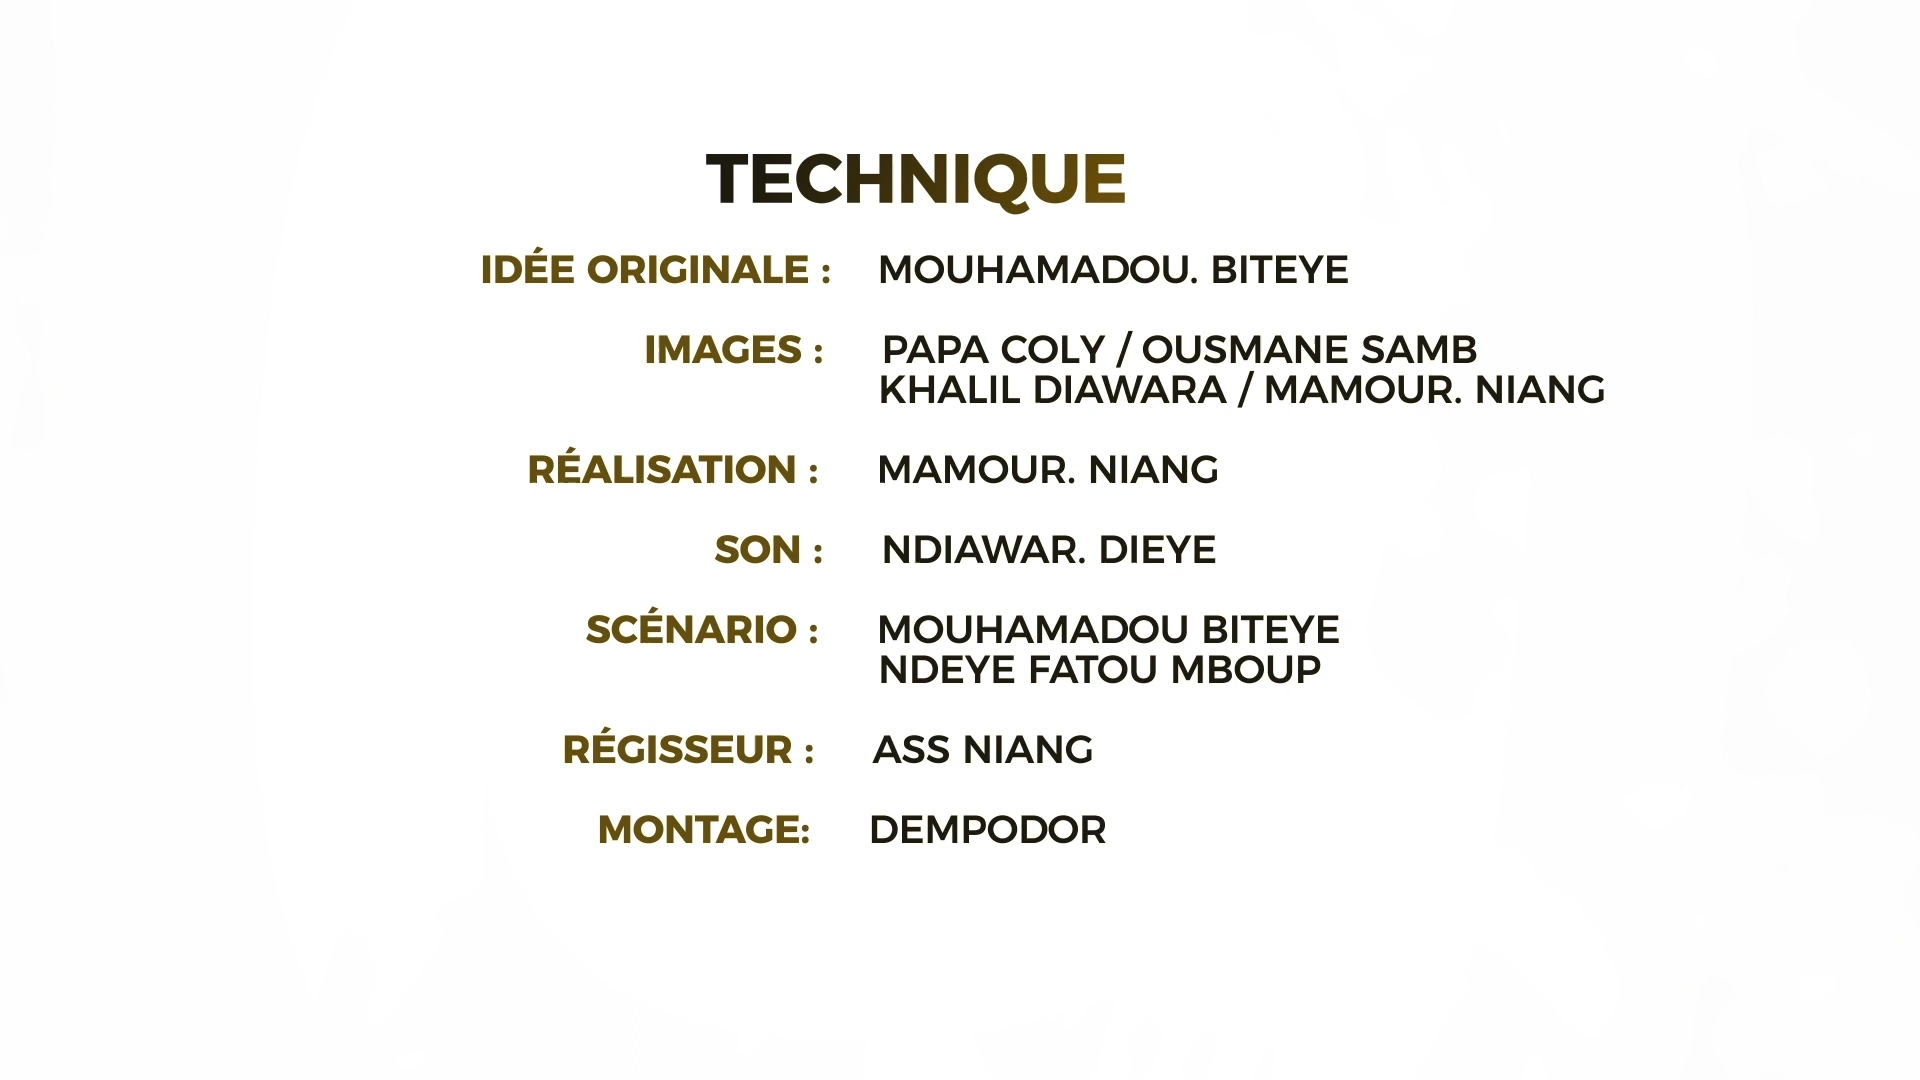 TECHNIQUE
IDÉE ORIGINALE : MOUHAMADOU. BITEYE
IMAGES : PAPA COLY / OUSMANE SAMB
KHALIL DIAWARA / MAMOUR. NIANG
RÉALISATION : MAMOUR. NIANG
SON : NDIAWAR. DIEYE
SCÉNARIO : MOUHAMADOU BITEYE
NDEYE FATOU MBOUP
RÉGISSEUR : ASS NIANG
MONTAGE: DEMPODOR